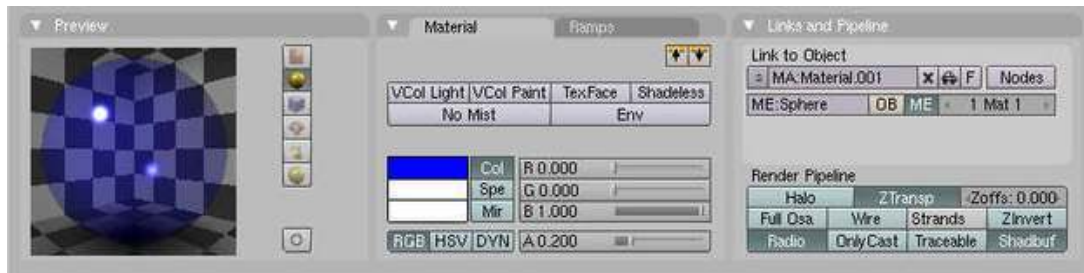 Preview
Material Ramps
Links and Pipeline
Link to Object
MA:Material.001 F Nodes
ME:Sphere OB ME 1 Mat 1
VCol Light VCol Paint TexFace Shadeless
No Mist Env
Col R 0.000
Spe G 0.000
Mir B 1.000
RGB HSV DYN A 0.200
Render Pipeline
Halo ZTransp Zoffs: 0.000
Full Osa Wire Strands ZInvert
Radio OnlyCast Traceable Shadbuf